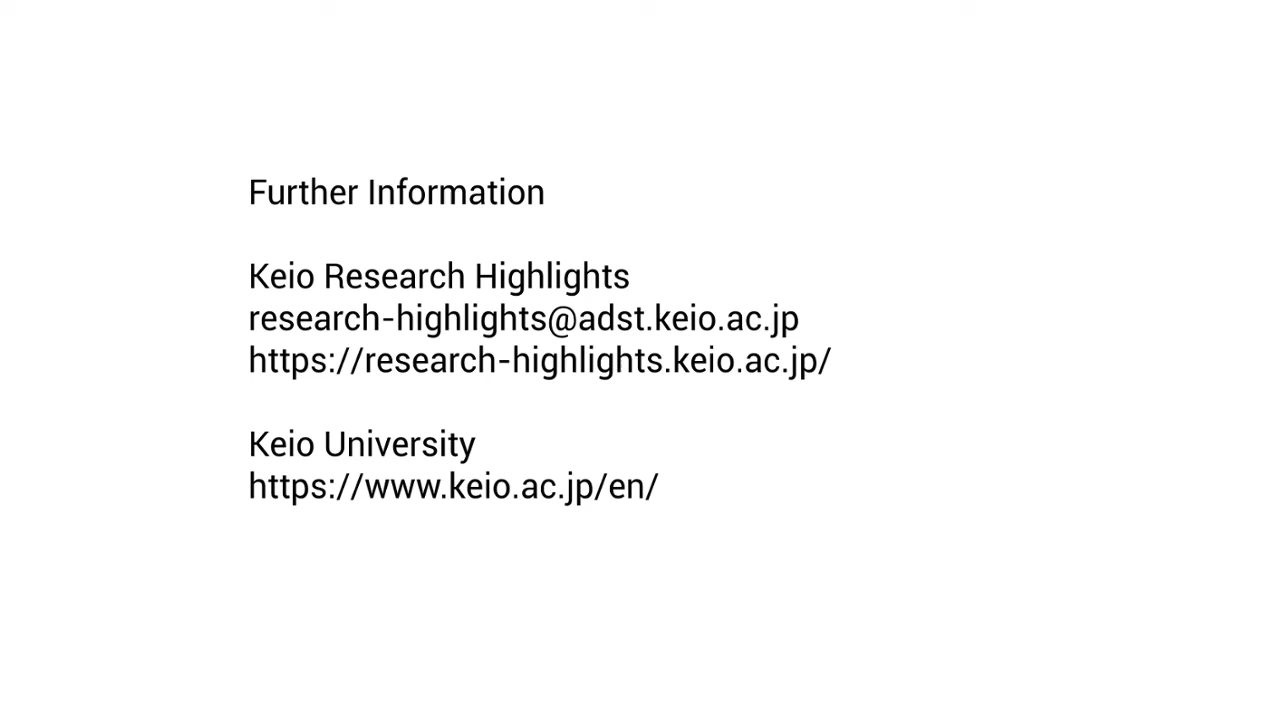 Further Information
Keio Research Highlights
research-highlights@adst.keio.ac.jp
https://research-highlights.keio.ac.jp/
Keio University
https://www.keio.ac.jp/en/